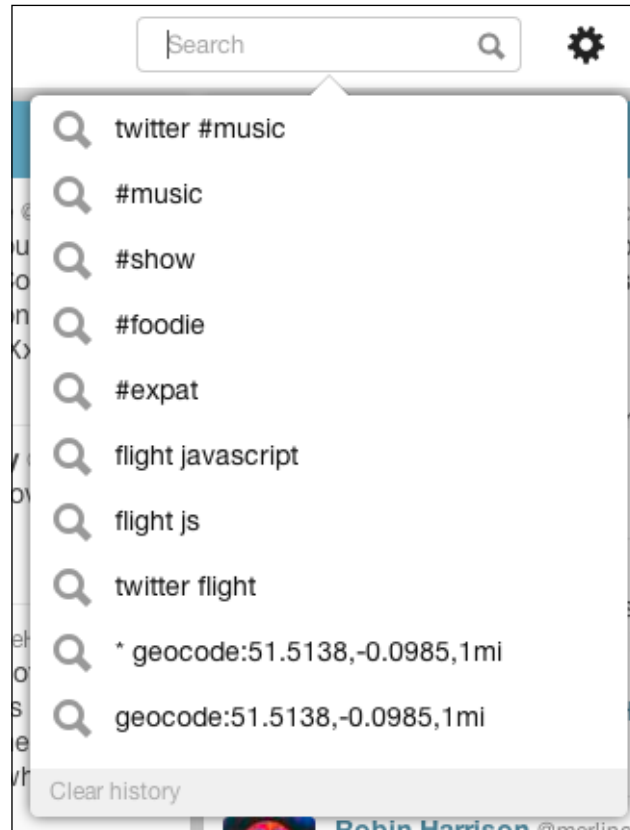 Search
twitter #music
#music
#show
#foodie
#expat
flight javascript
flight js
twitter flight
* geocode:51.5138,-0.0985,1mi
geocode:51.5138,-0.0985,1mi
Clear history
Robin Harrison